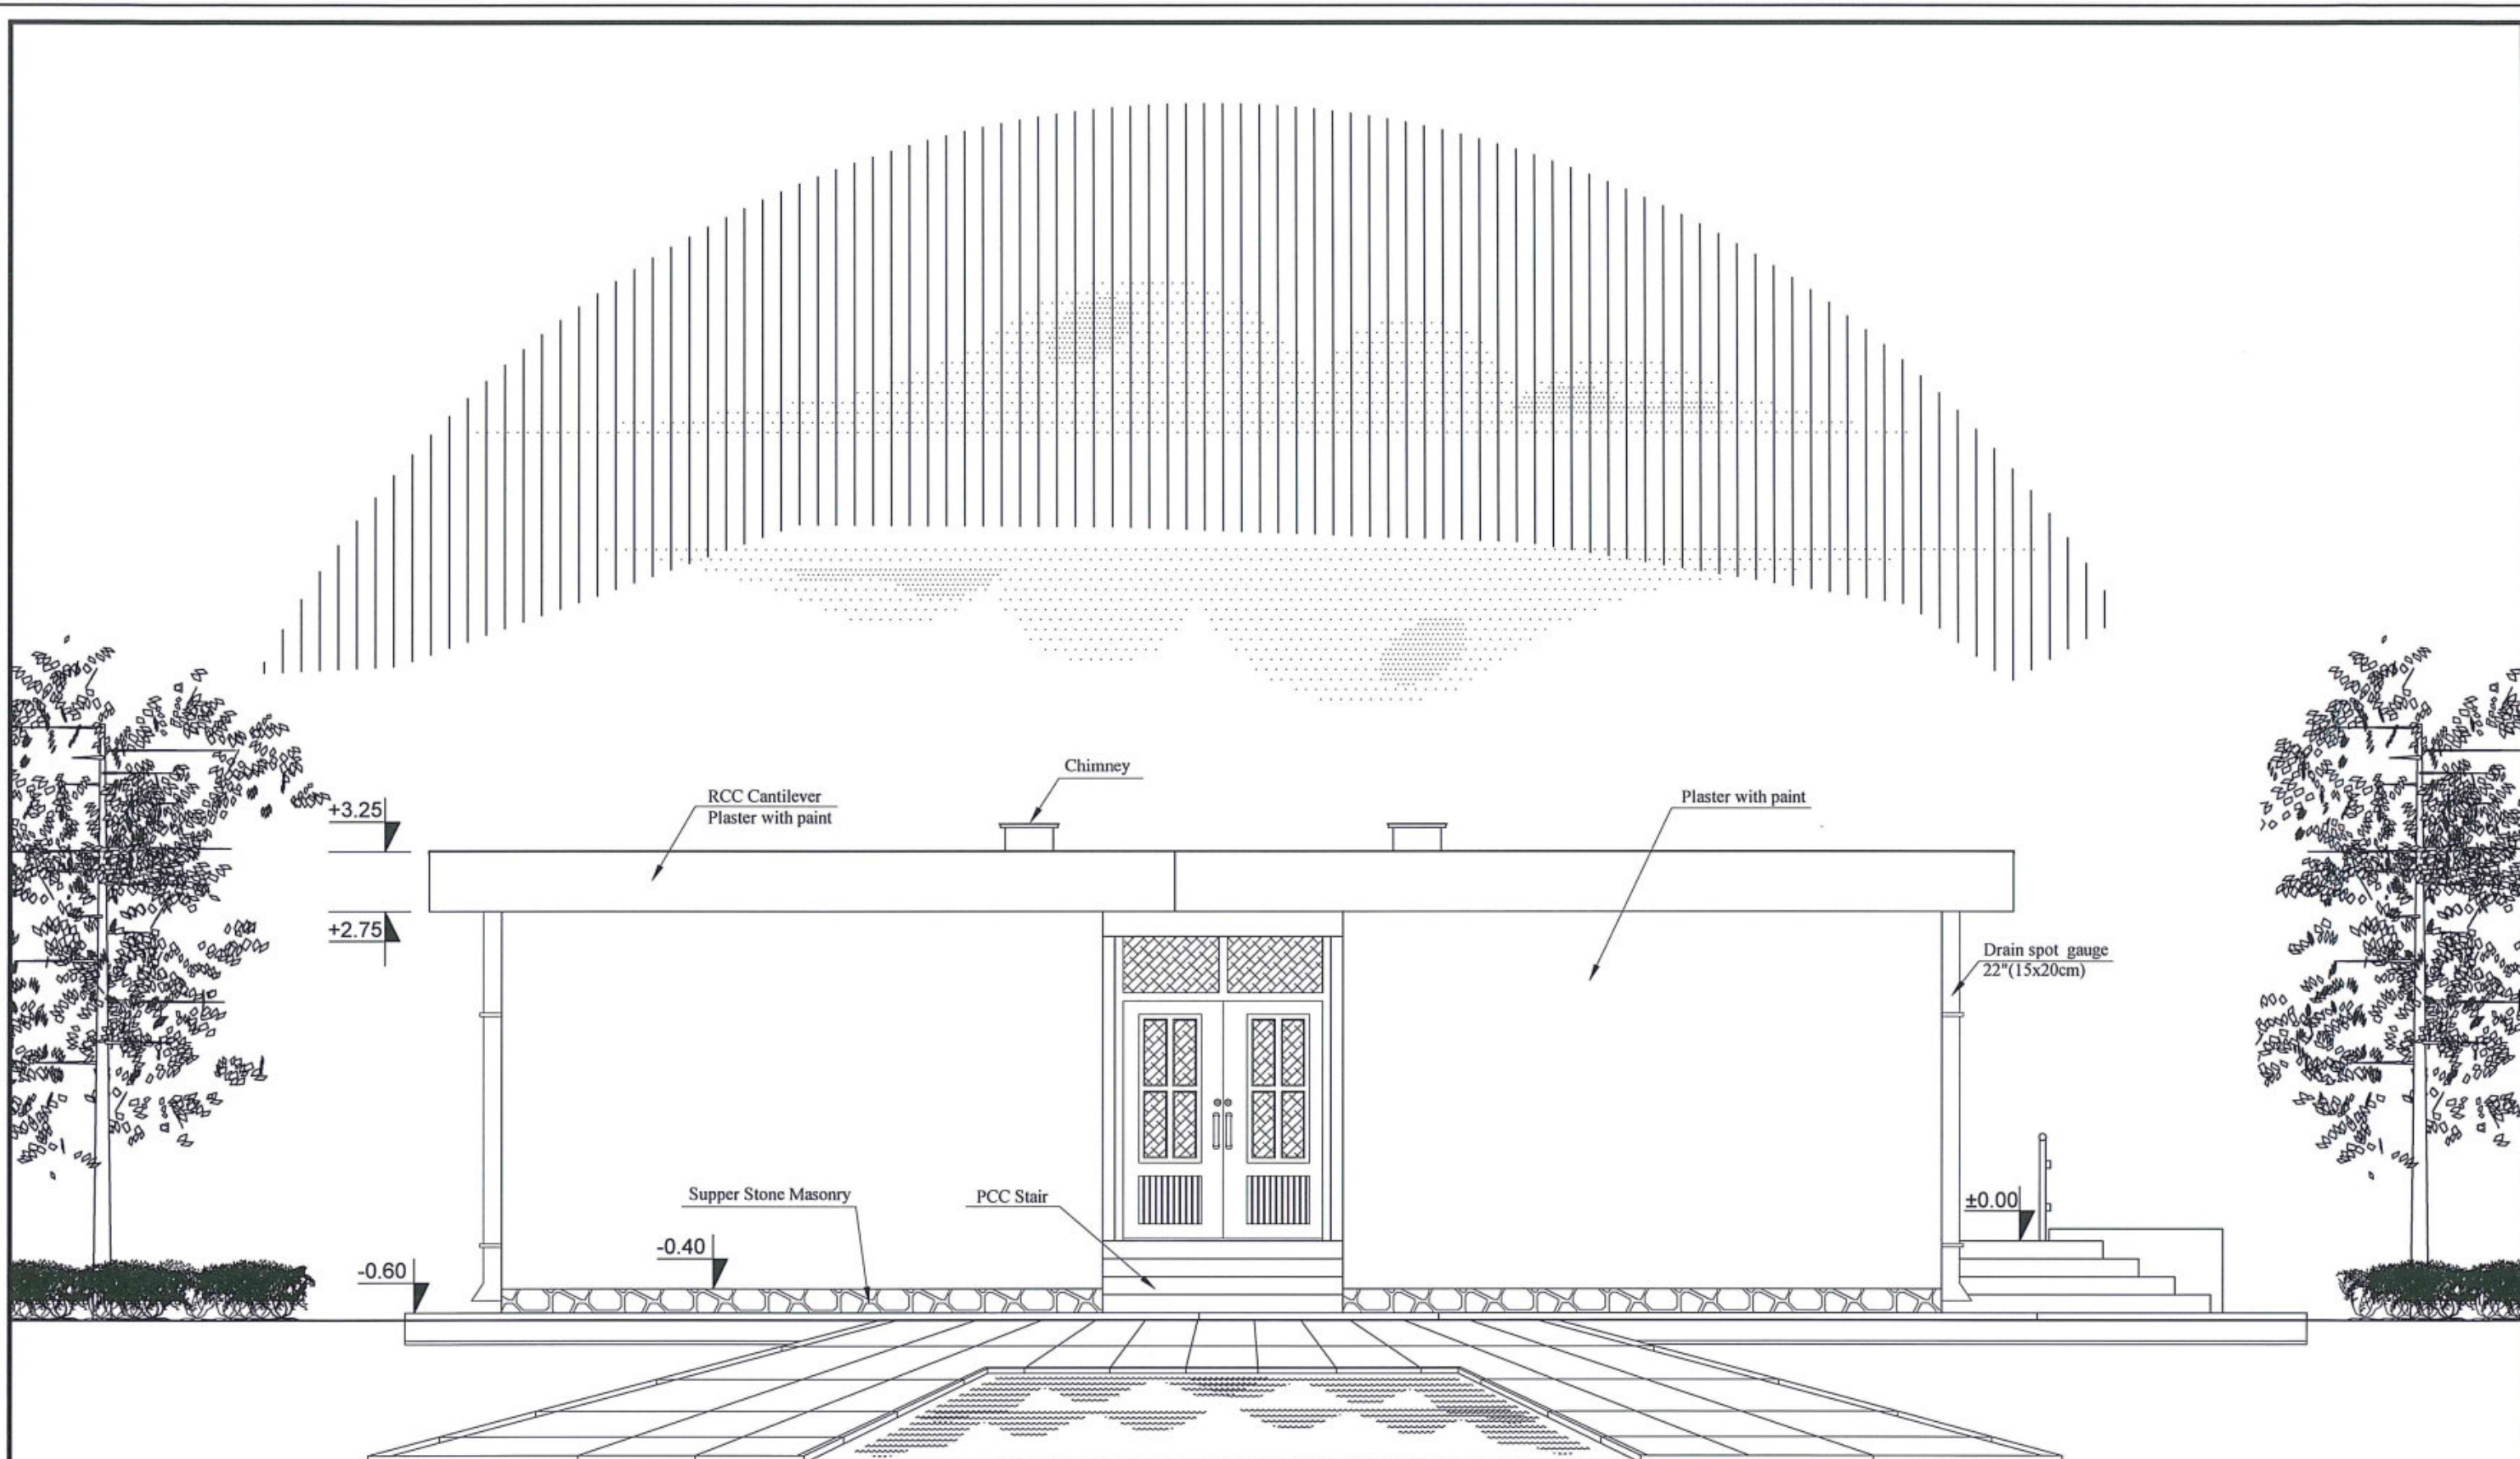 Chimney
RCC Cantilever
Plaster with paint
Plaster with paint
+3.25
+2.75
Drain spot gauge
22"(15x20cm)
Supper Stone Masonry
PCC Stair
±0.00
-0.40
-0.60